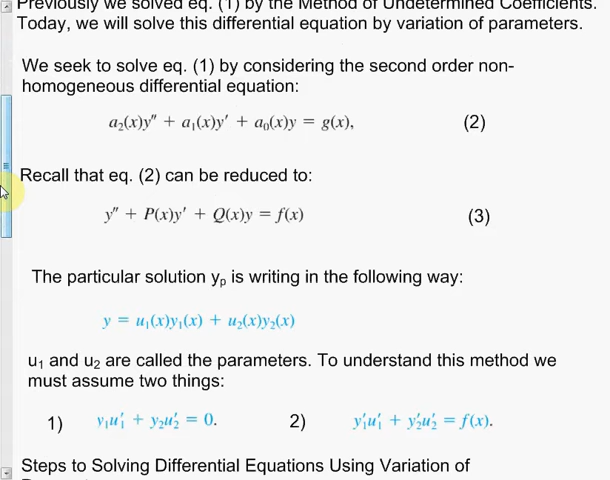 Previously we solved eq. (1) by the Method of Undetermined Coefficients.
Today, we will solve this differential equation by variation of parameters.
We seek to solve eq. (1) by considering the second order non-
homogeneous differential equation:
a₂(x)y″ + a₁(x)y′ + a₀(x)y = g(x), (2)
Recall that eq. (2) can be reduced to:
y″ + P(x)y′ + Q(x)y = f(x) (3)
The particular solution yₚ is writing in the following way:
y = u₁(x)y₁(x) + u₂(x)y₂(x)
u₁ and u₂ are called the parameters. To understand this method we
must assume two things:
1) y₁u₁′ + y₂u₂′ = 0. 2) y₁′u₁′ + y₂′u₂′ = f(x).
Steps to Solving Differential Equations Using Variation of